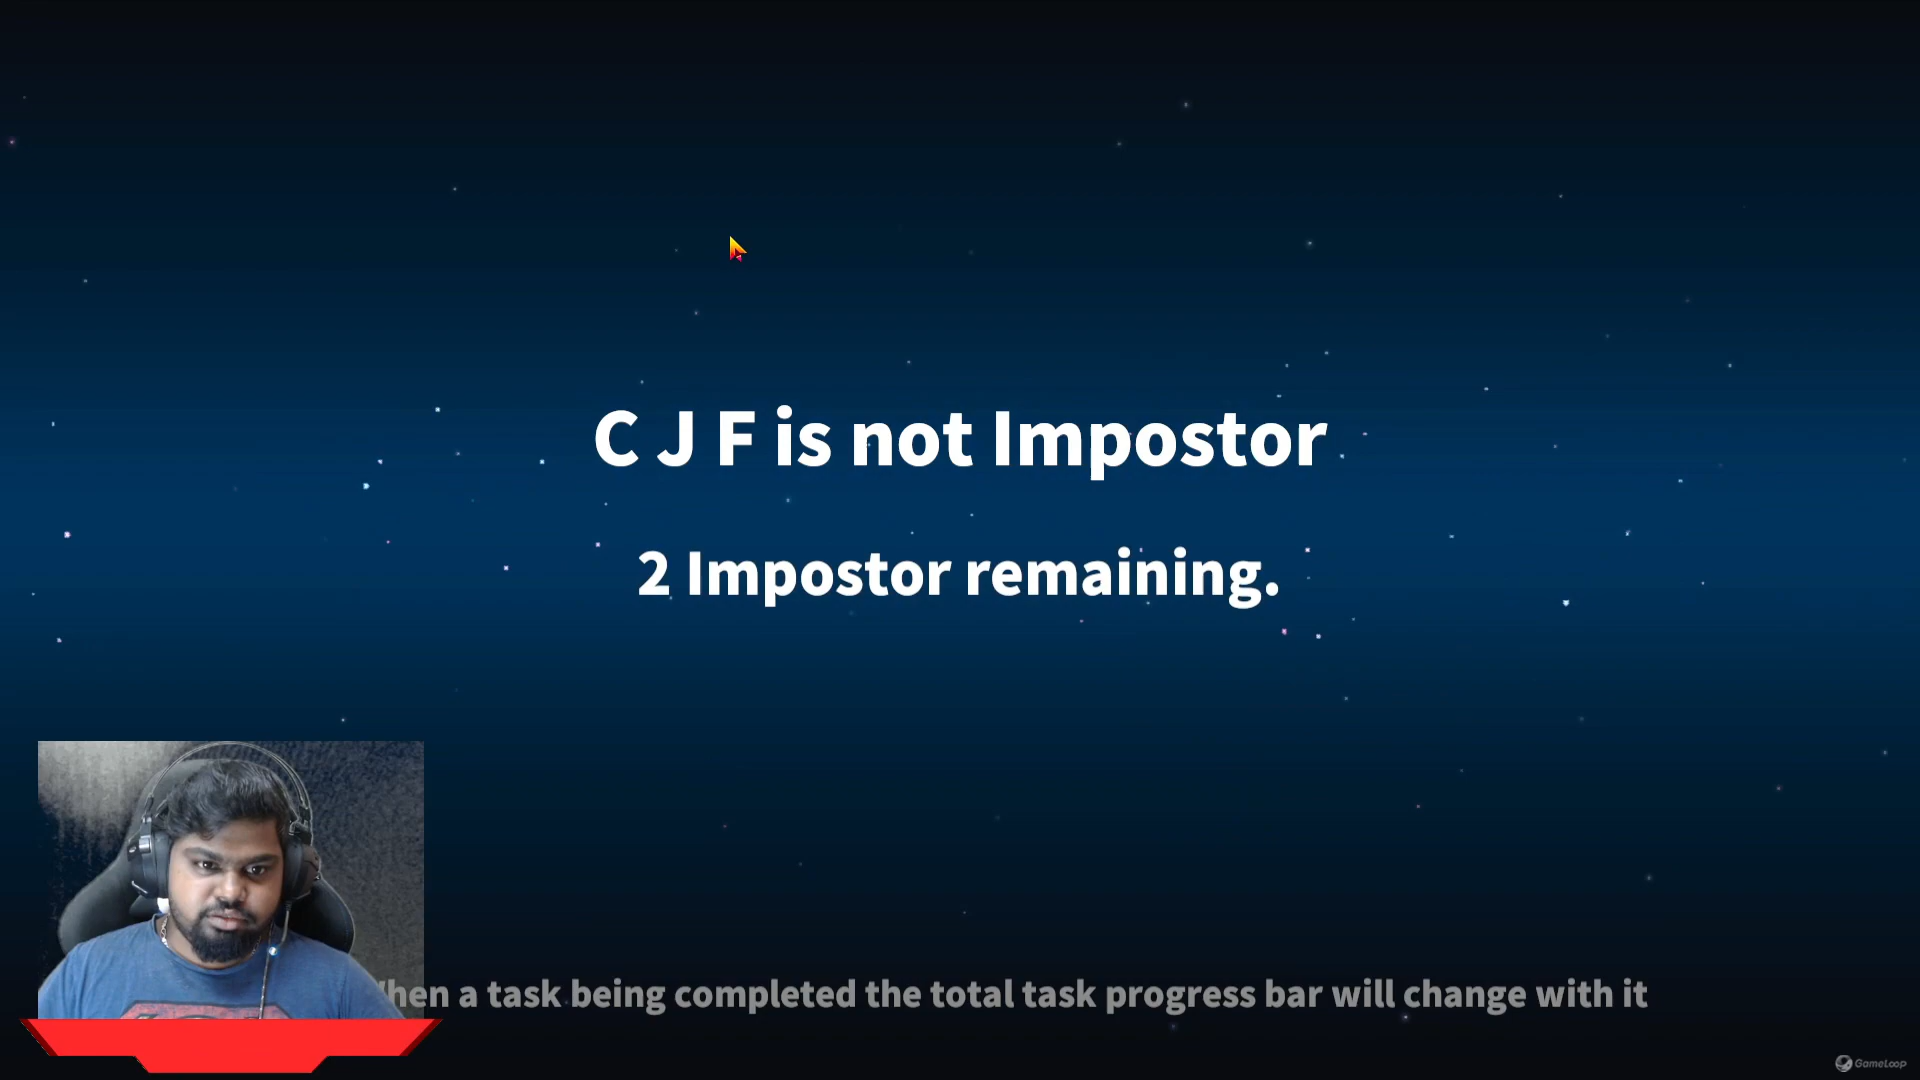 C J F is not Impostor
2 Impostor remaining.
hen a task being completed the total task progress bar will change with it
GameLoop